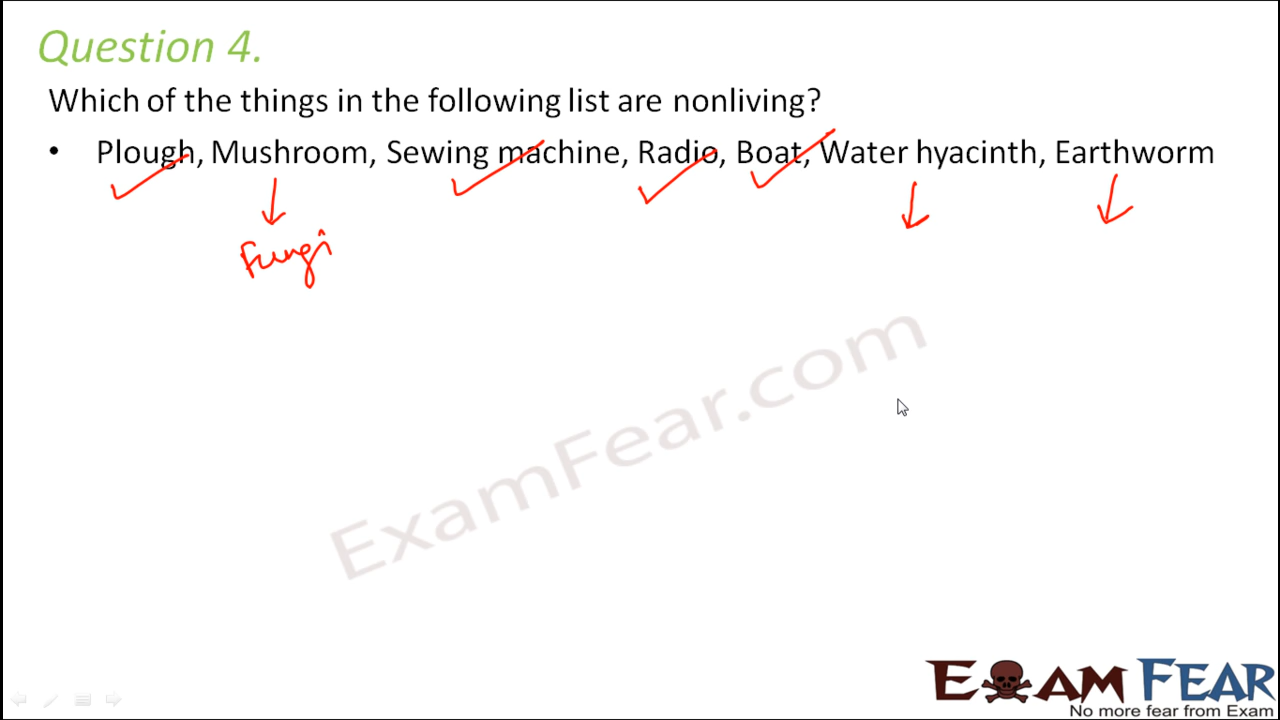 Question 4.
Which of the things in the following list are nonliving?
• Plough, Mushroom, Sewing machine, Radio, Boat, Water hyacinth, Earthworm
Fungi
ExamFear.com
EXAM FEAR
No more fear from Exam